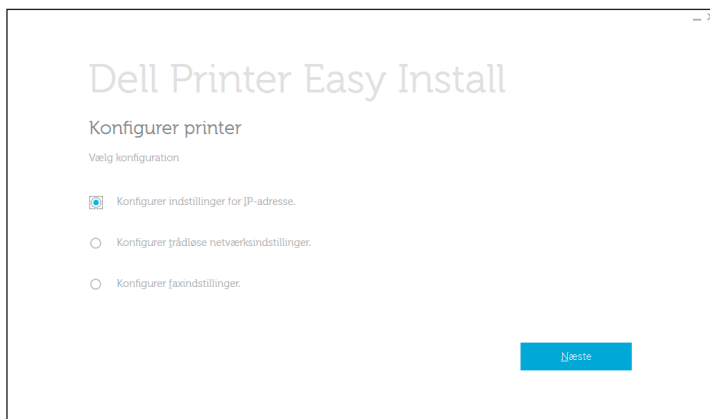 Dell Printer Easy Install
Konfigurer printer
Vælg konfiguration
Konfigurer indstillinger for IP-adresse.
Konfigurer trådløse netværksindstillinger.
Konfigurer faxindstillinger.
Næste